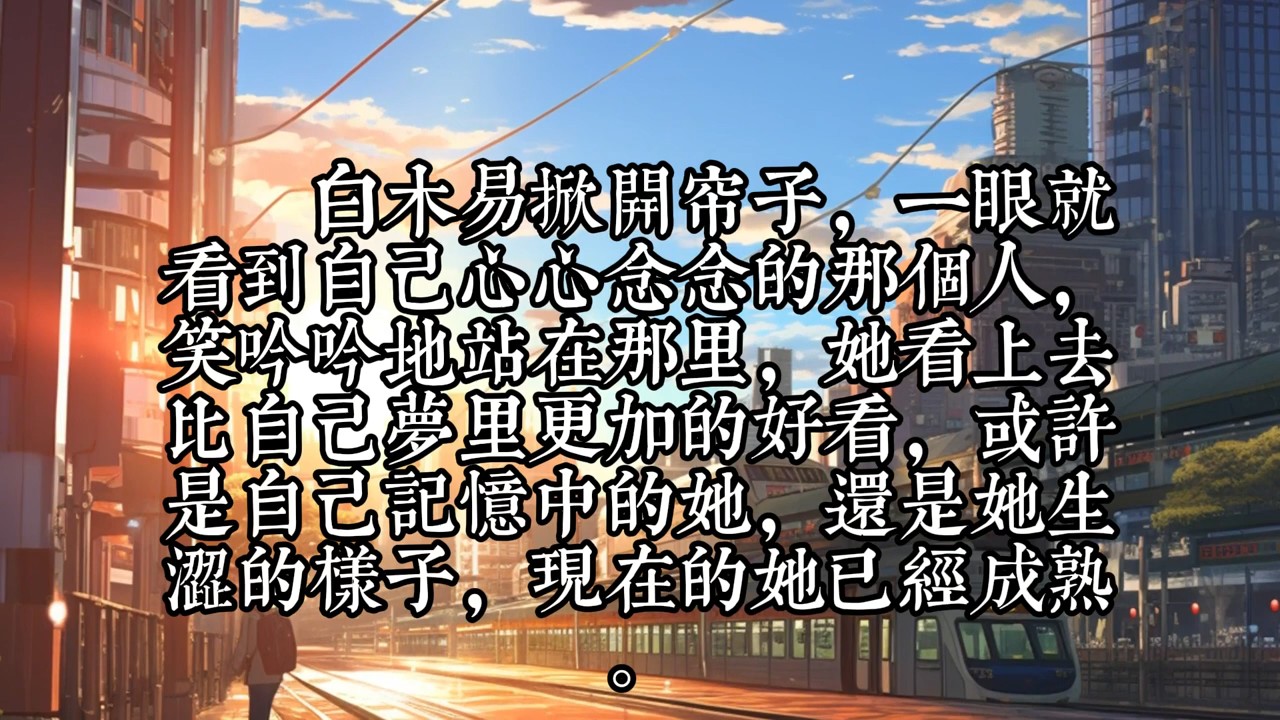 白木易掀開帘子，一眼就
看到自己心心念念的那個人，
笑吟吟地站在那里，她看上去
比自己夢里更加的好看，或許
是自己記憶中的她，還是她生
澀的樣子，現在的她已經成熟
。